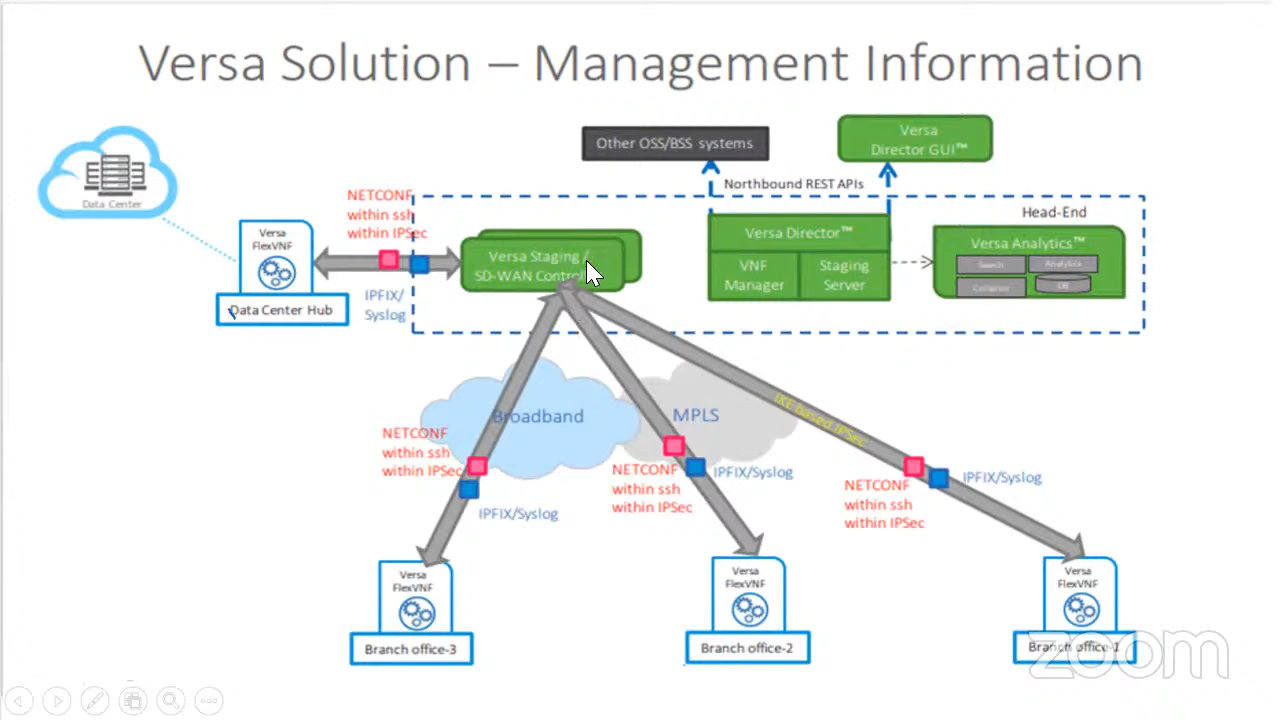 Versa Solution – Management Information
Other OSS/BSS systems
Versa
Director GUI™
Northbound REST APIs
Data Center
NETCONF
within ssh
within IPSec
Head-End
Versa
FlexVNF
Versa Staging /
SD-WAN Control
Versa Director™
VNF
Manager
Staging
Server
Versa Analytics™
Search
Analytics
DB
Data Center Hub
IPFIX/
Syslog
Broadband
MPLS
IKE based IPSec
NETCONF
within ssh
within IPSec
IPFIX/Syslog
NETCONF
within ssh
within IPSec
IPFIX/Syslog
NETCONF
within ssh
within IPSec
IPFIX/Syslog
Versa
FlexVNF
Branch office-3
Versa
FlexVNF
Branch office-2
Versa
FlexVNF
Branch office-1
zoom